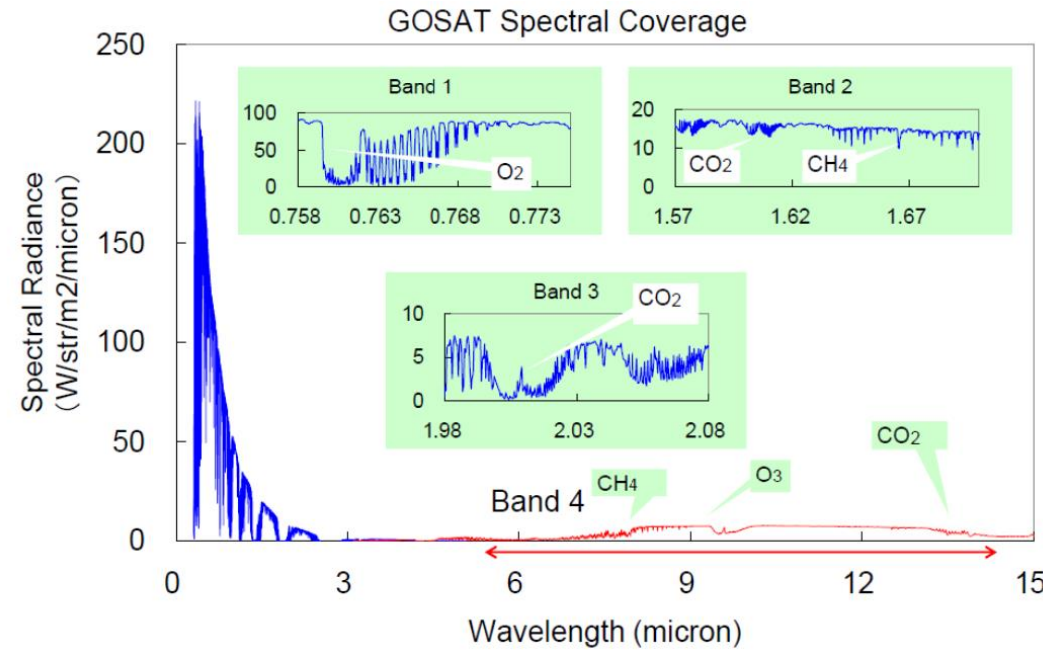 GOSAT Spectral Coverage
Spectral Radiance
(W/str/m2/micron)
250
200
150
100
50
0
Band 1
100
50
0
O2
0.758 0.763 0.768 0.773
Band 2
20
10
0
CO2 CH4
1.57 1.62 1.67
Band 3
CO2
10
5
0
1.98 2.03 2.08
Band 4
CH4
O3
CO2
0 3 6 9 12 15
Wavelength (micron)